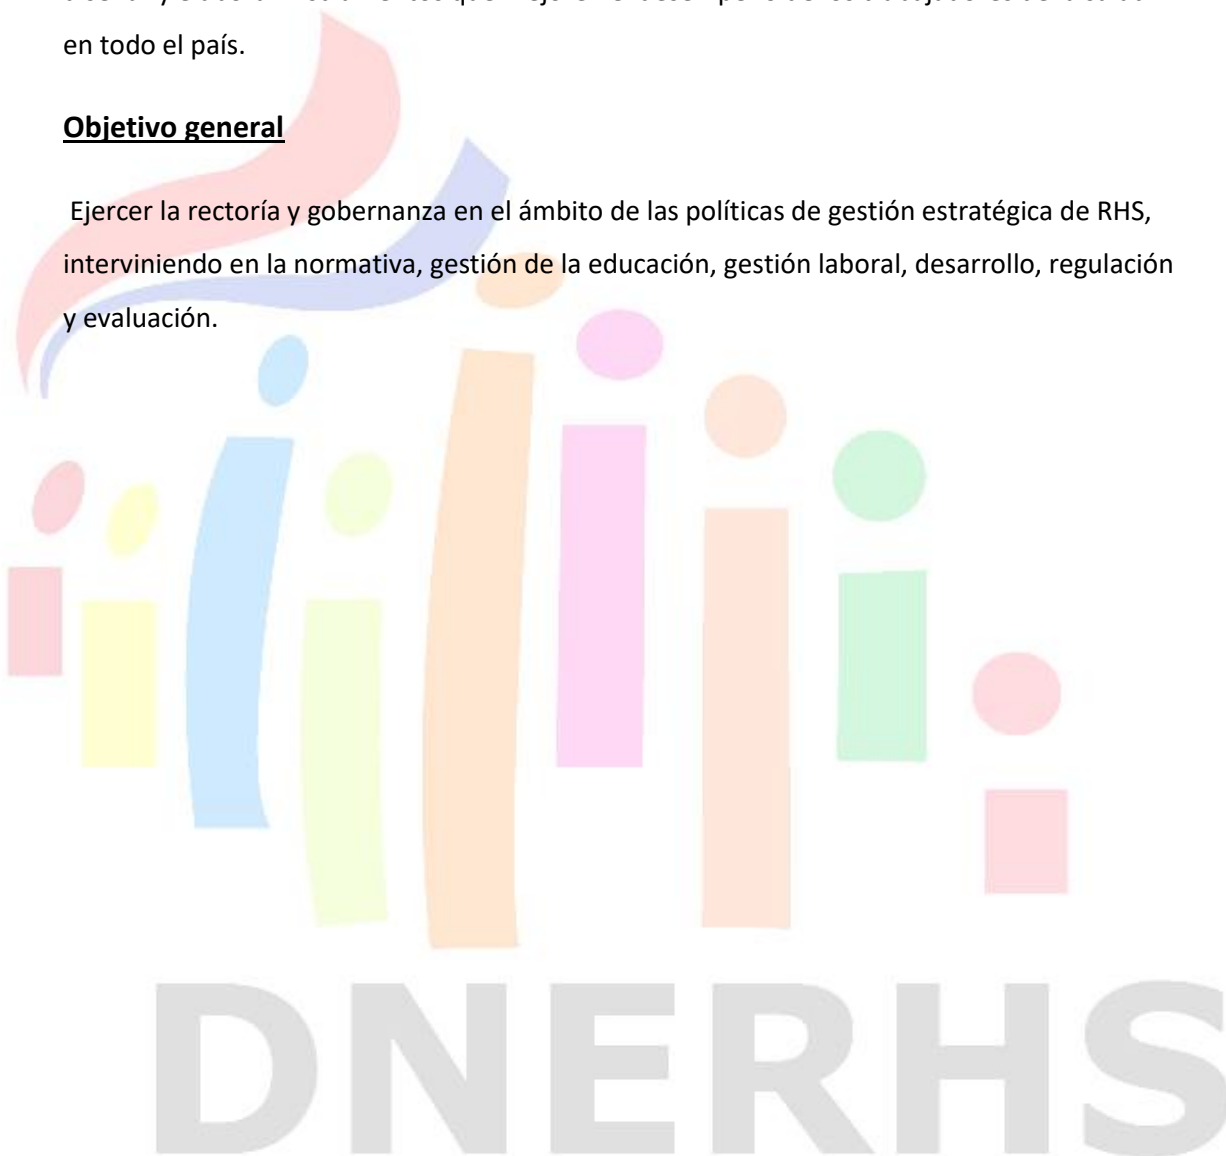 en todo el país.
Objetivo general
Ejercer la rectoría y gobernanza en el ámbito de las políticas de gestión estratégica de RHS,
interviniendo en la normativa, gestión de la educación, gestión laboral, desarrollo, regulación
y evaluación.
DNERHS